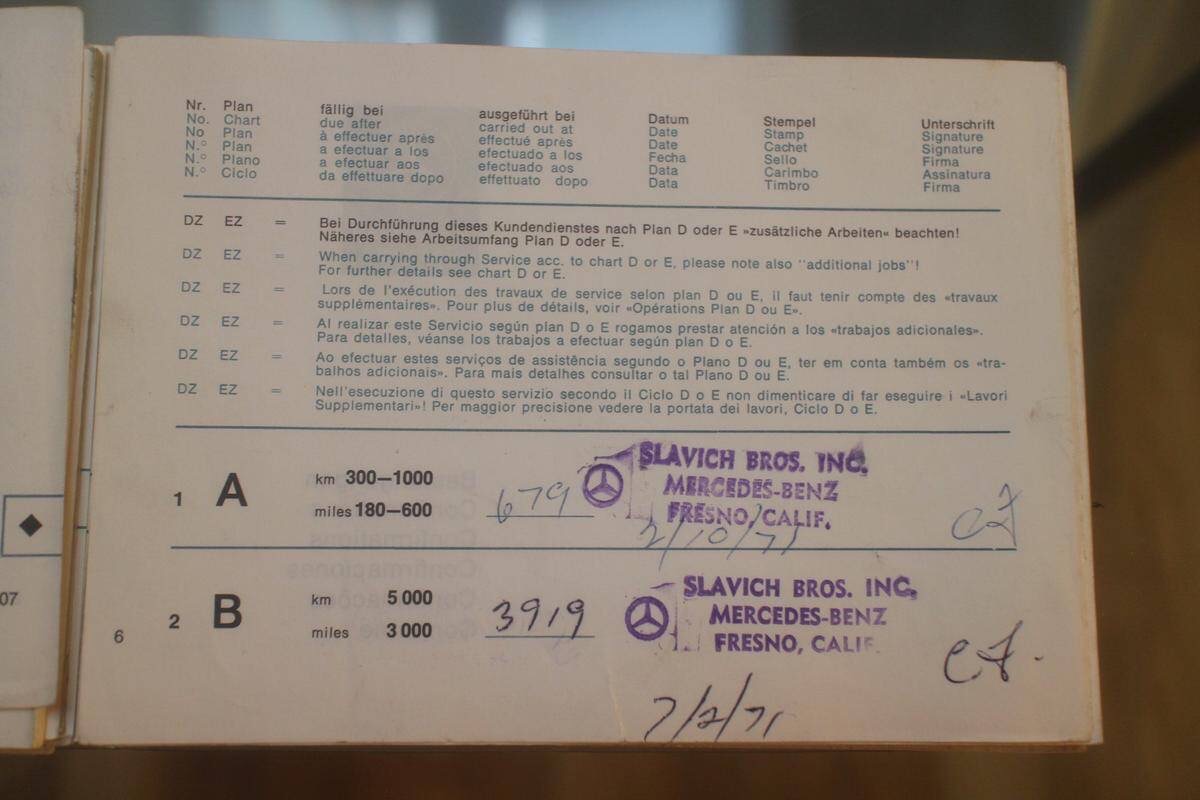 Nr. Plan fällig bei ausgeführt bei Datum Stempel Unterschrift
No. Chart due after carried out at Date Stamp Signature
No Plan à effectuer après effectué après Date Cachet Signature
N.° Plan a efectuar a los efectuado a los Fecha Sello Firma
N.° Plano a efectuar aos efectuado aos Data Carimbo Assinatura
N.° Ciclo da effettuare dopo effettuato dopo Data Timbro Firma
DZ EZ = Bei Durchführung dieses Kundendienstes nach Plan D oder E »zusätzliche Arbeiten« beachten!
Näheres siehe Arbeitsumfang Plan D oder E.
DZ EZ = When carrying through Service acc. to chart D or E, please note also "additional jobs"!
For further details see chart D or E.
DZ EZ = Lors de l'exécution des travaux de service selon plan D ou E, il faut tenir compte des «travaux
supplémentaires». Pour plus de détails, voir «Opérations Plan D ou E».
DZ EZ = Al realizar este Servicio según plan D o E rogamos prestar atención a los «trabajos adicionales».
Para detalles, véanse los trabajos a efectuar según plan D o E.
DZ EZ = Ao efectuar estes serviços de assistência segundo o Plano D ou E, ter em conta também os «tra-
balhos adicionais». Para mais detalhes consultar o tal Plano D ou E.
DZ EZ = Nell'esecuzione di questo servizio secondo il Ciclo D o E non dimenticare di far eseguire i «Lavori
Supplementari»! Per maggior precisione vedere la portata dei lavori, Ciclo D o E.
1 A km 300–1000
miles 180–600 679
SLAVICH BROS. INC.
MERCEDES-BENZ
FRESNO, CALIF.
2/10/71
2 B km 5 000
miles 3 000 3919
SLAVICH BROS. INC.
MERCEDES-BENZ
FRESNO, CALIF.
7/2/71
6
07